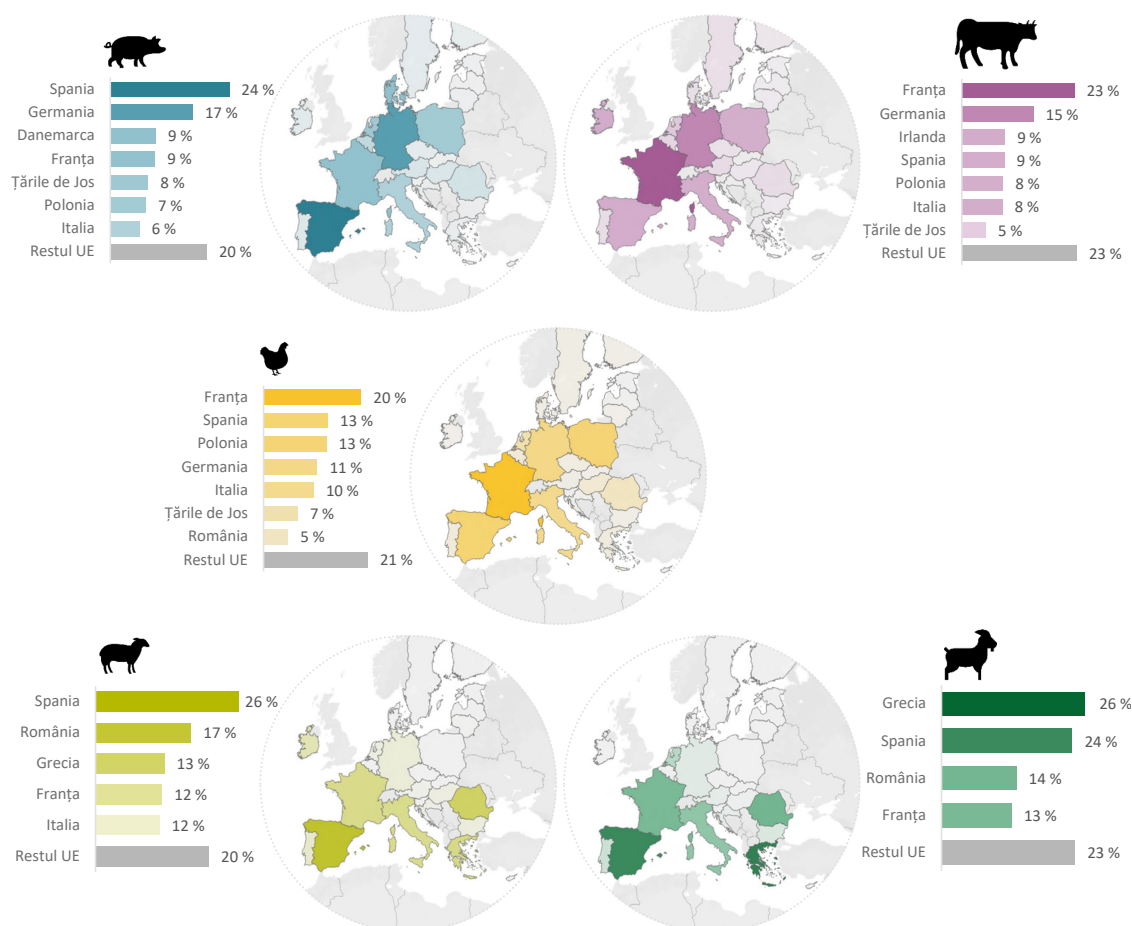 Spania 24 %
Germania 17 %
Danemarca 9 %
Franța 9 %
Țările de Jos 8 %
Polonia 7 %
Italia 6 %
Restul UE 20 %
Franța 23 %
Germania 15 %
Irlanda 9 %
Spania 9 %
Polonia 8 %
Italia 8 %
Țările de Jos 5 %
Restul UE 23 %
Franța 20 %
Spania 13 %
Polonia 13 %
Germania 11 %
Italia 10 %
Țările de Jos 7 %
România 5 %
Restul UE 21 %
Spania 26 %
România 17 %
Grecia 13 %
Franța 12 %
Italia 12 %
Restul UE 20 %
Grecia 26 %
Spania 24 %
România 14 %
Franța 13 %
Restul UE 23 %